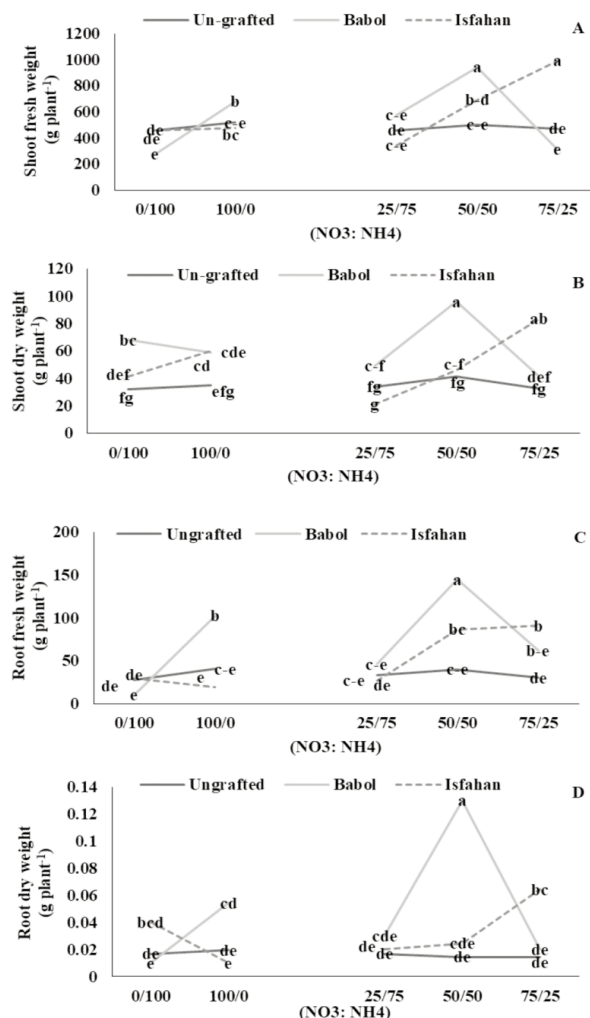 Un-grafted Babol Isfahan A
Shoot fresh weight
(g plant-1)
1200
1000
800
600
400
200
0
de
de
e
b
c-e
bc
c-e
de
c-e
a
b-d
c-e
a
de
e
0/100 100/0 25/75 50/50 75/25
(NO3: NH4)
Un-grafted Babol Isfahan B
Shoot dry weight
(g plant-1)
120
100
80
60
40
20
0
bc
def
fg
cde
cd
efg
c-f
fg
g
a
c-f
fg
ab
def
fg
0/100 100/0 25/75 50/50 75/25
(NO3: NH4)
Ungrafted Babol Isfahan C
Root fresh weight
(g plant-1)
200
150
100
50
0
de
de
e
b
e
c-e
c-e
c-e
de
a
bc
c-e
b
b-e
de
0/100 100/0 25/75 50/50 75/25
(NO3: NH4)
Ungrafted Babol Isfahan D
Root dry weight
(g plant-1)
0.14
0.12
0.1
0.08
0.06
0.04
0.02
0
bcd
de
e
cd
de
e
cde
de
de
a
cde
de
bc
de
de
0/100 100/0 25/75 50/50 75/25
(NO3: NH4)